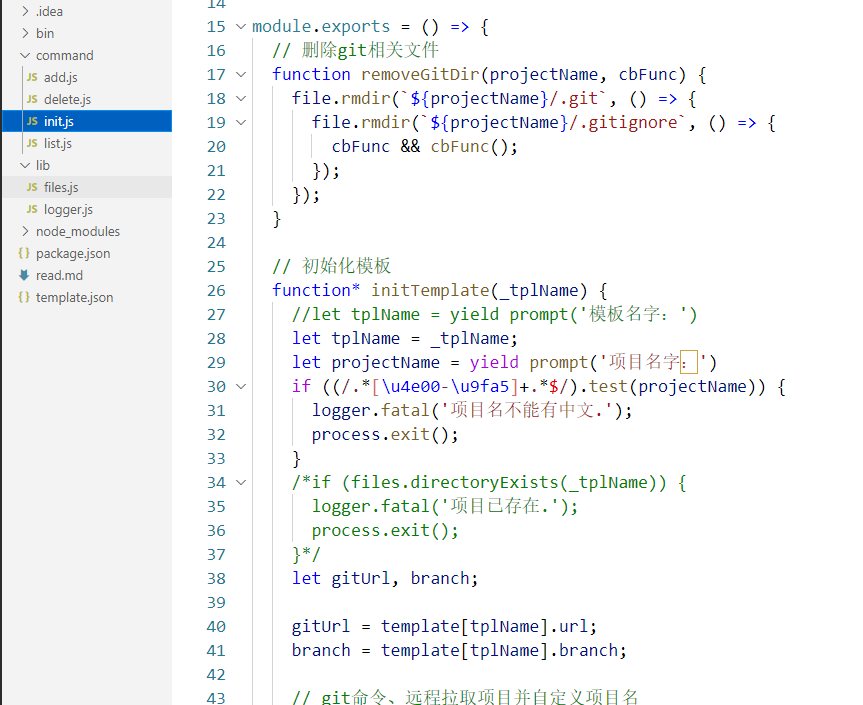 .idea
bin
command
JS add.js
JS delete.js
JS init.js
JS list.js
lib
JS files.js
JS logger.js
node_modules
{} package.json
read.md
{} template.json
14
15 module.exports = () => {
16 // 删除git相关文件
17 function removeGitDir(projectName, cbFunc) {
18 file.rmdir(`${projectName}/.git`, () => {
19 file.rmdir(`${projectName}/.gitignore`, () => {
20 cbFunc && cbFunc();
21 });
22 });
23 }
24
25 // 初始化模板
26 function* initTemplate(_tplName) {
27 //let tplName = yield prompt('模板名字：')
28 let tplName = _tplName;
29 let projectName = yield prompt('项目名字：')
30 if ((/.*[\u4e00-\u9fa5]+.*$/).test(projectName)) {
31 logger.fatal('项目名不能有中文.');
32 process.exit();
33 }
34 /*if (files.directoryExists(_tplName)) {
35 logger.fatal('项目已存在.');
36 process.exit();
37 }*/
38 let gitUrl, branch;
39
40 gitUrl = template[tplName].url;
41 branch = template[tplName].branch;
42
43 // git命令、远程拉取项目并自定义项目名